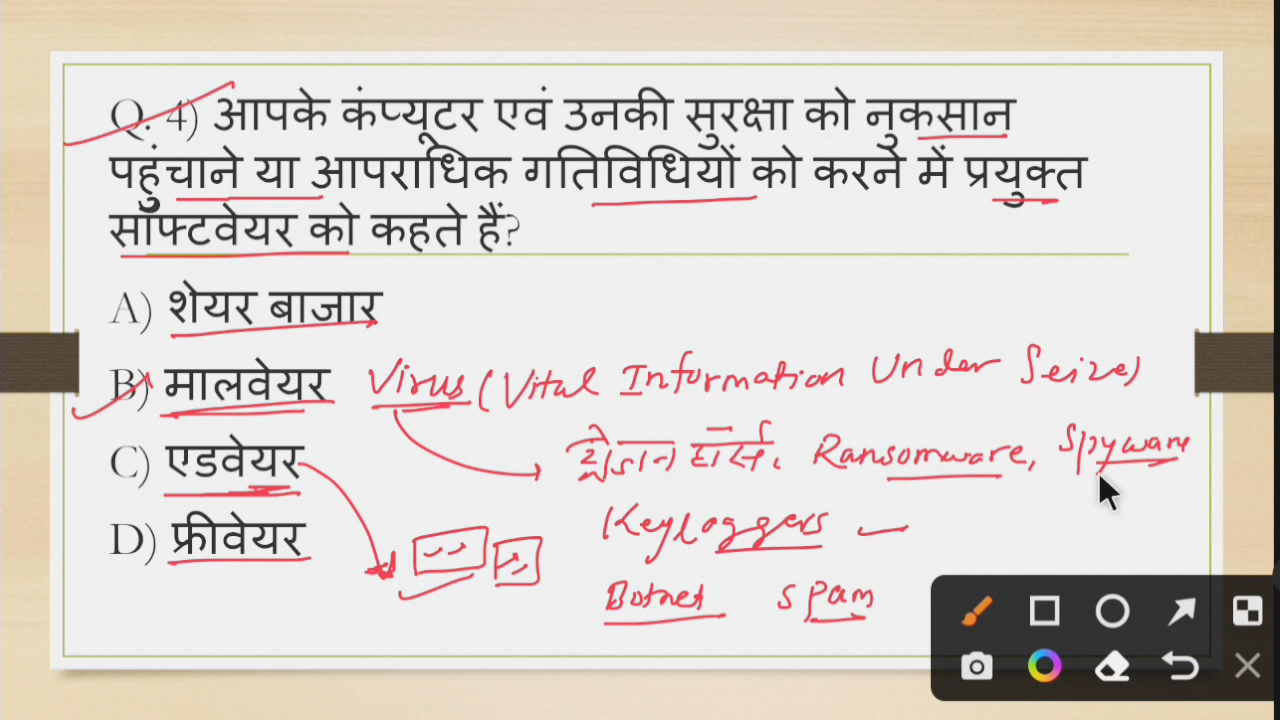 Q. 4) आपके कंप्यूटर एवं उनकी सुरक्षा को नुकसान
पहुंचाने या आपराधिक गतिविधियों को करने में प्रयुक्त
सॉफ्टवेयर को कहते हैं?
A) शेयर बाजार
B) मालवेयर Virus (Vital Information Under Seize)
ट्रोजन हॉर्स, Ransomware, Spyware
C) एडवेयर
Keyloggers
D) फ्रीवेयर
Botnet Spam